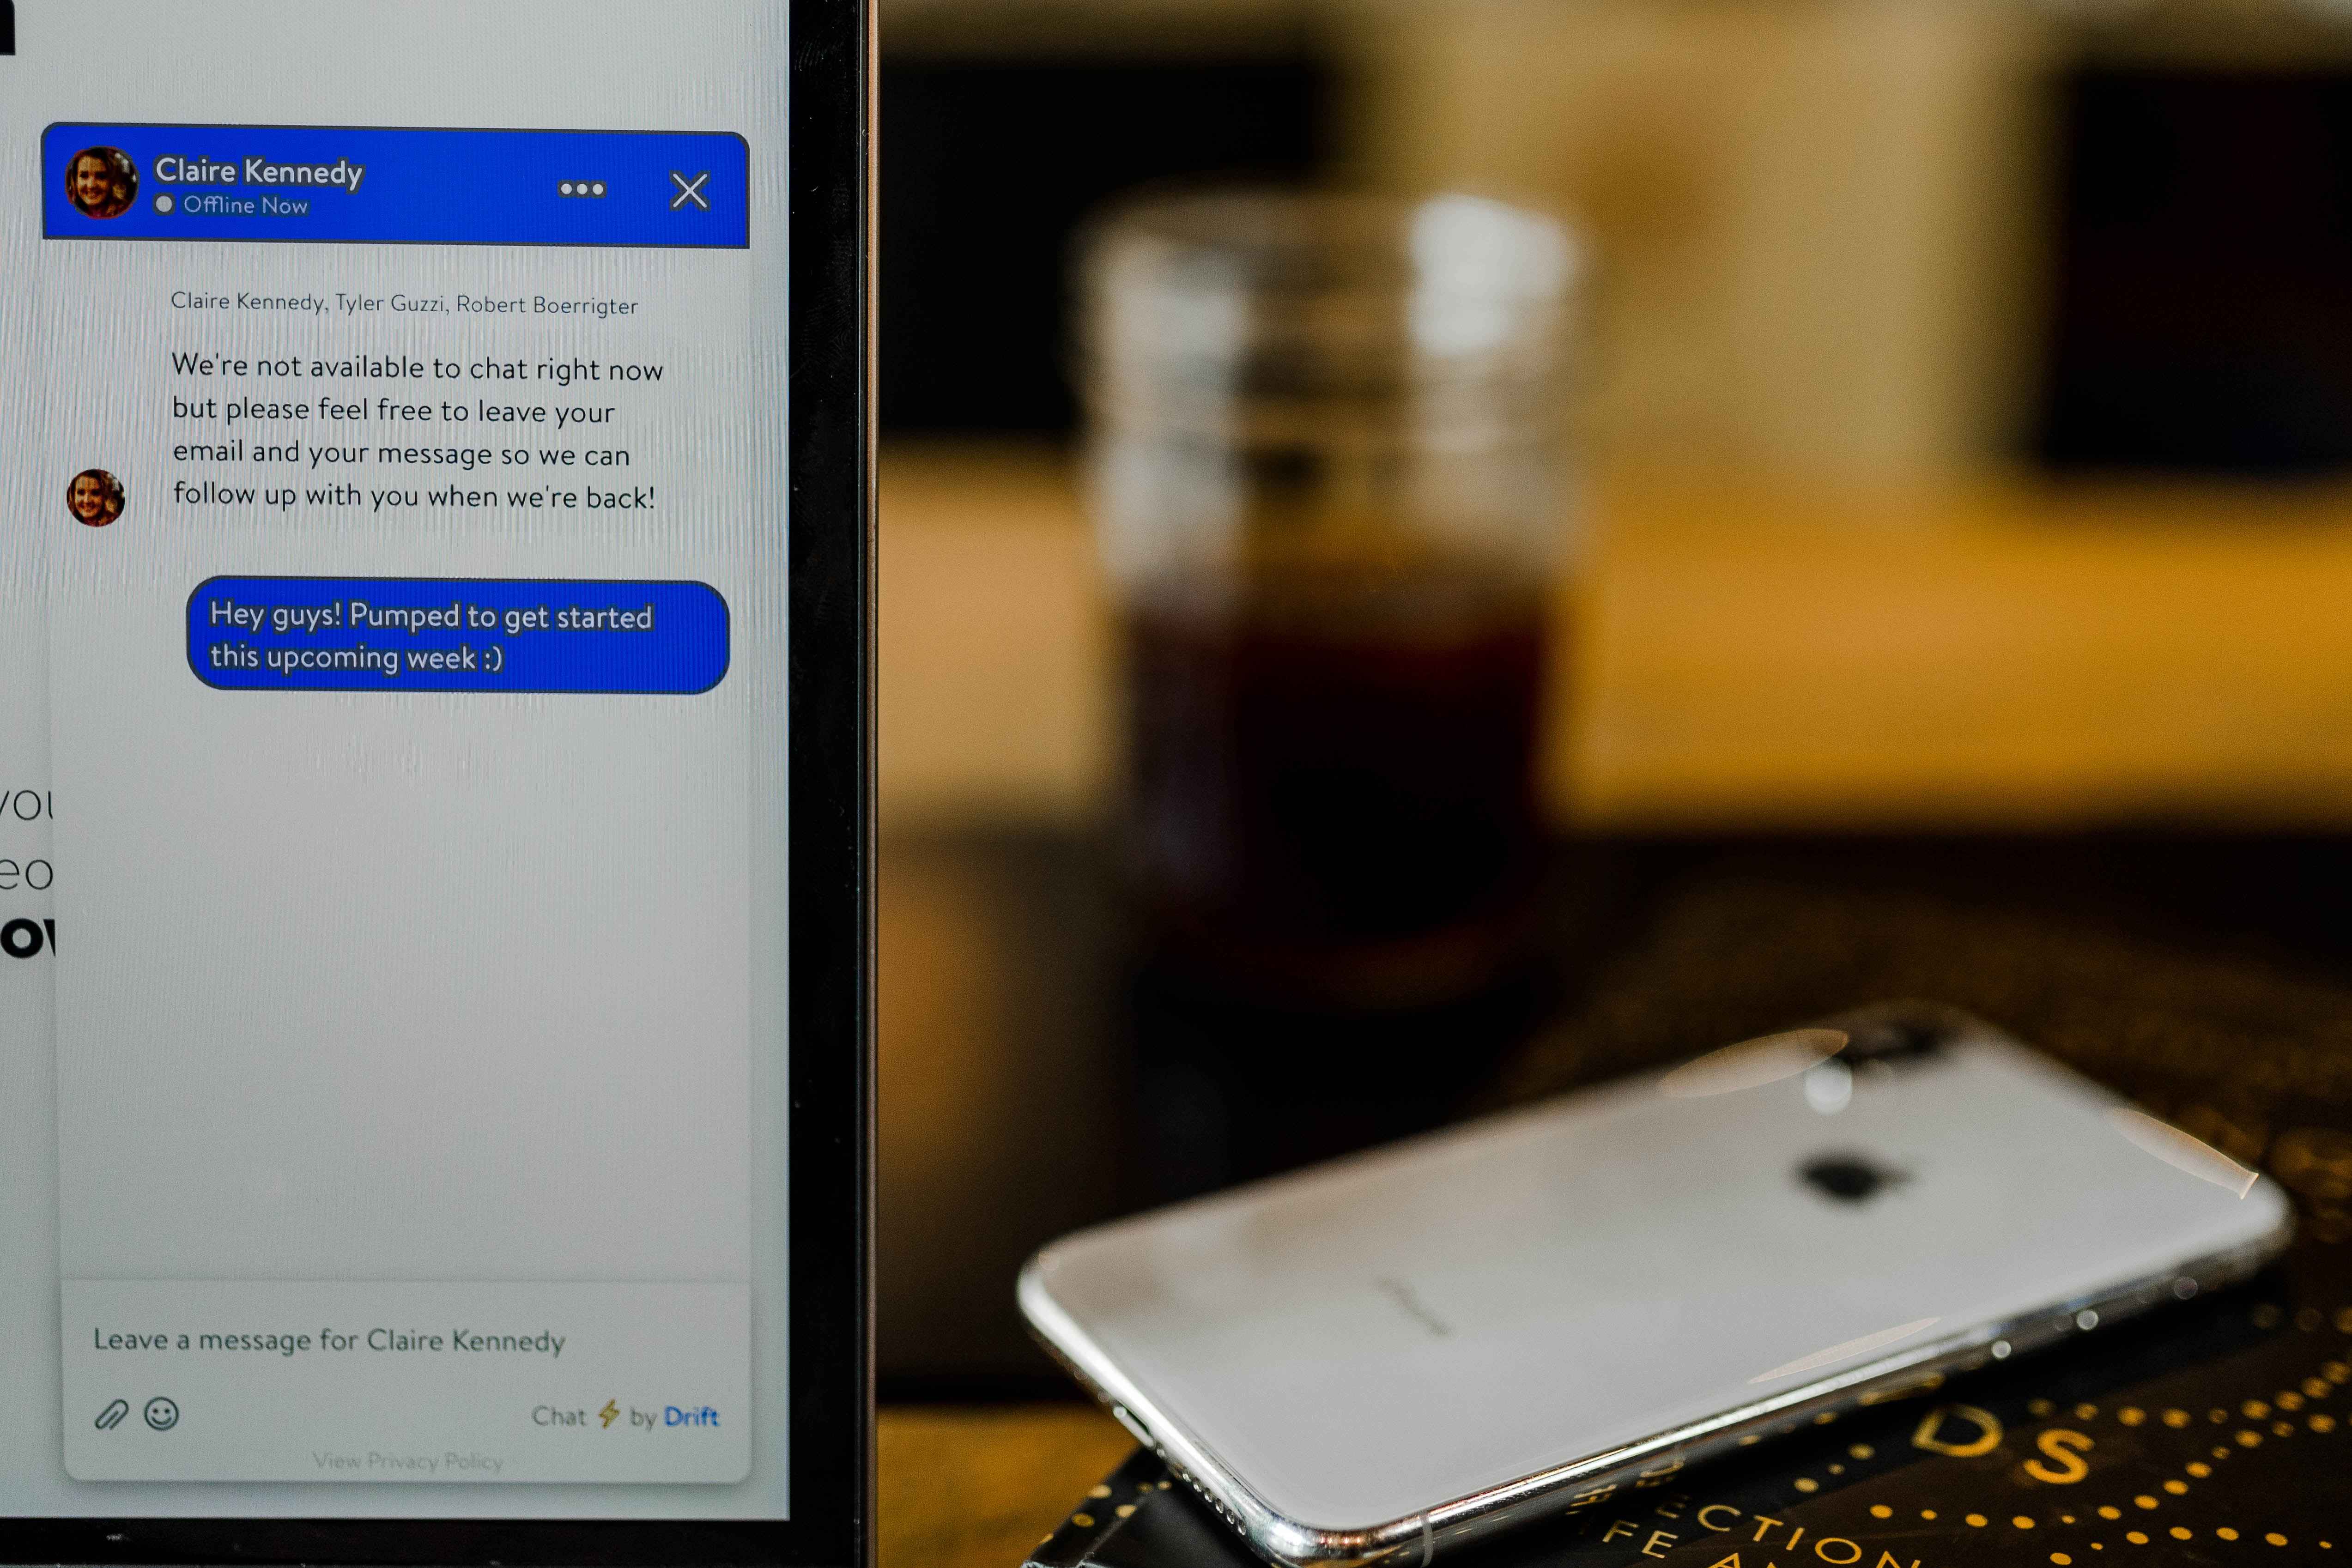 Claire Kennedy
Offline Now
Claire Kennedy, Tyler Guzzi, Robert Boerrigter
We're not available to chat right now
but please feel free to leave your
email and your message so we can
follow up with you when we're back!
Hey guys! Pumped to get started
this upcoming week :)
Leave a message for Claire Kennedy
Chat ⚡ by Drift
View Privacy Policy
DS